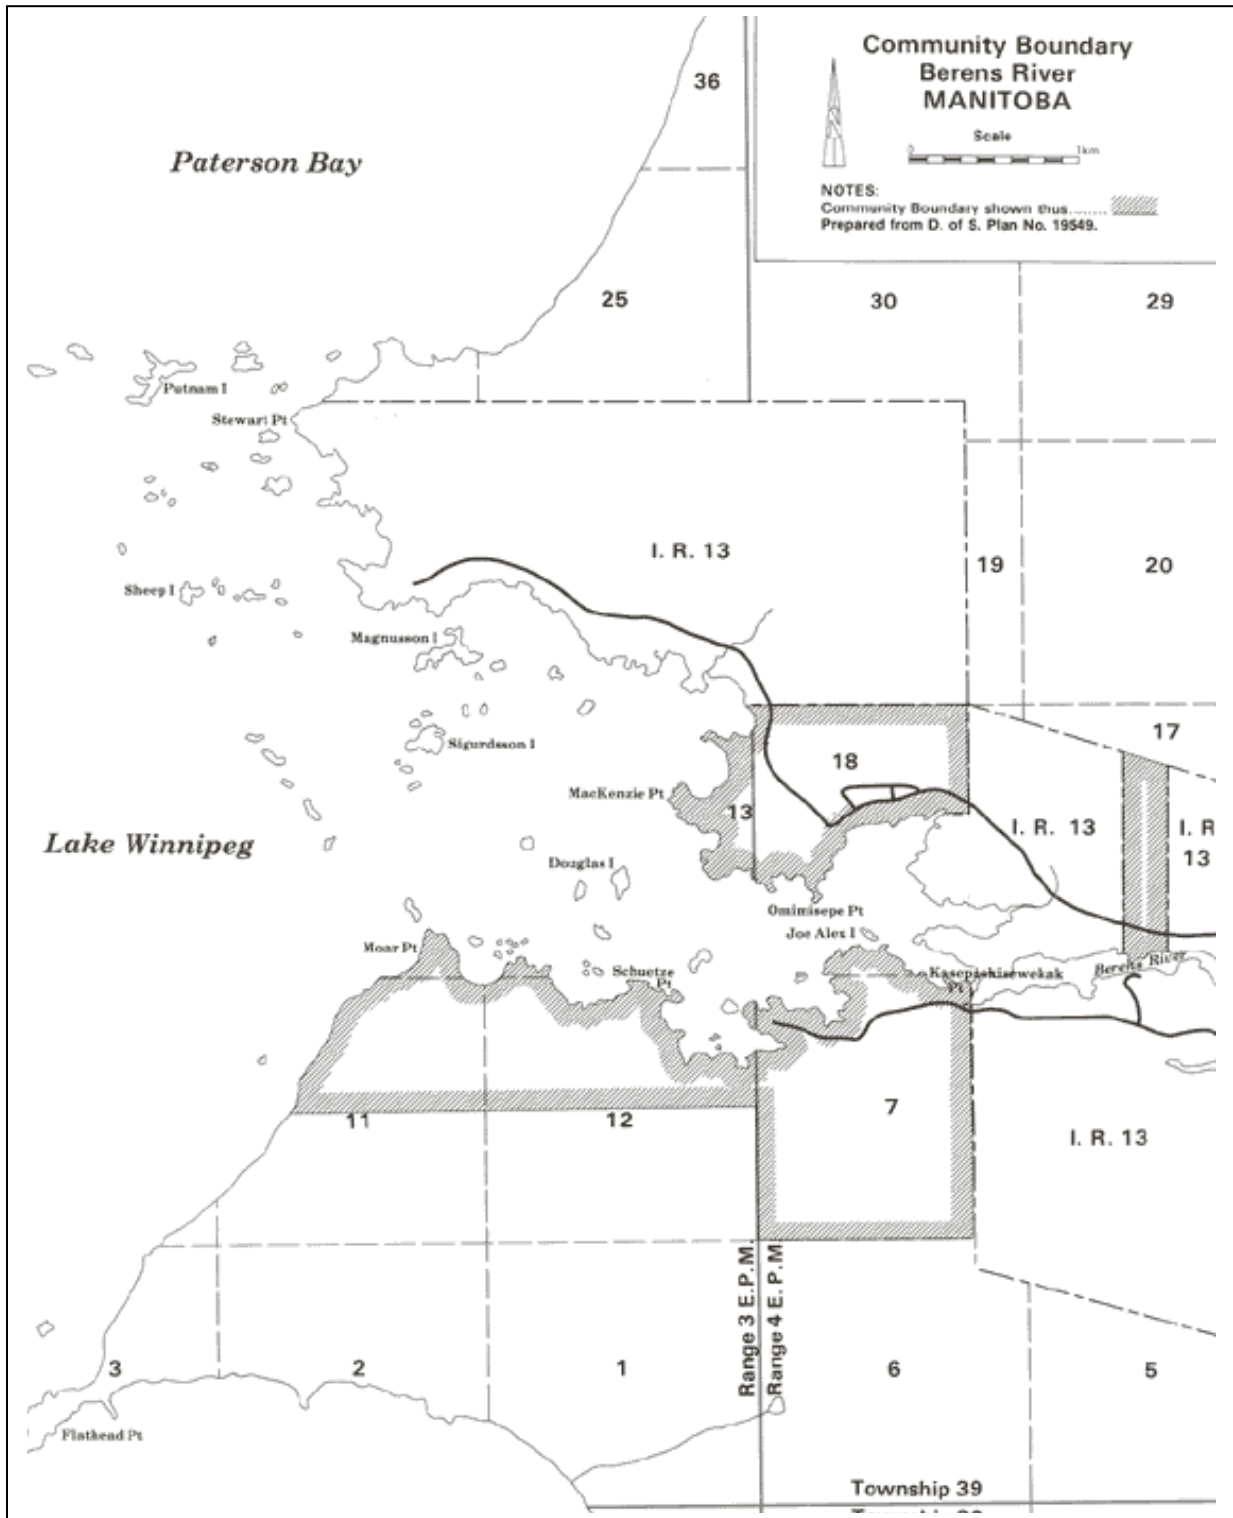 Community Boundary
Berens River
MANITOBA
Scale
0 1km
NOTES:
Community Boundary shown thus........
Prepared from D. of S. Plan No. 19549.
36
Paterson Bay
25
30
29
Putnam I
Stewart Pt
I. R. 13
19
20
Sheep I
Magnusson I
17
Sigurdsson I
18
MacKenzie Pt
13
I. R. 13
I. R
13
Lake Winnipeg
Douglas I
Omimisepe Pt
Joe Alex I
Moar Pt
Schuetze
Pt
Kasepaskisewekak
Pt
Berens River
7
11
12
I. R. 13
Range 3 E.P.M.
Range 4 E.P.M
3
2
1
6
5
Flathead Pt
Township 39